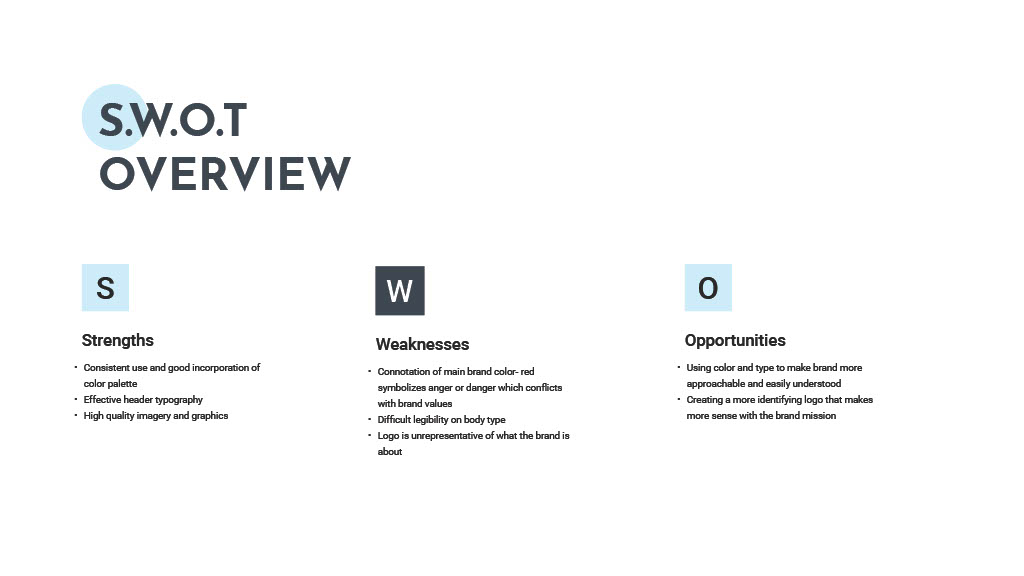 S.W.O.T
OVERVIEW
S
Strengths
• Consistent use and good incorporation of
color palette
• Effective header typography
• High quality imagery and graphics
W
Weaknesses
• Connotation of main brand color- red
symbolizes anger or danger which conflicts
with brand values
• Difficult legibility on body type
• Logo is unrepresentative of what the brand is
about
O
Opportunities
• Using color and type to make brand more
approachable and easily understood
• Creating a more identifying logo that makes
more sense with the brand mission